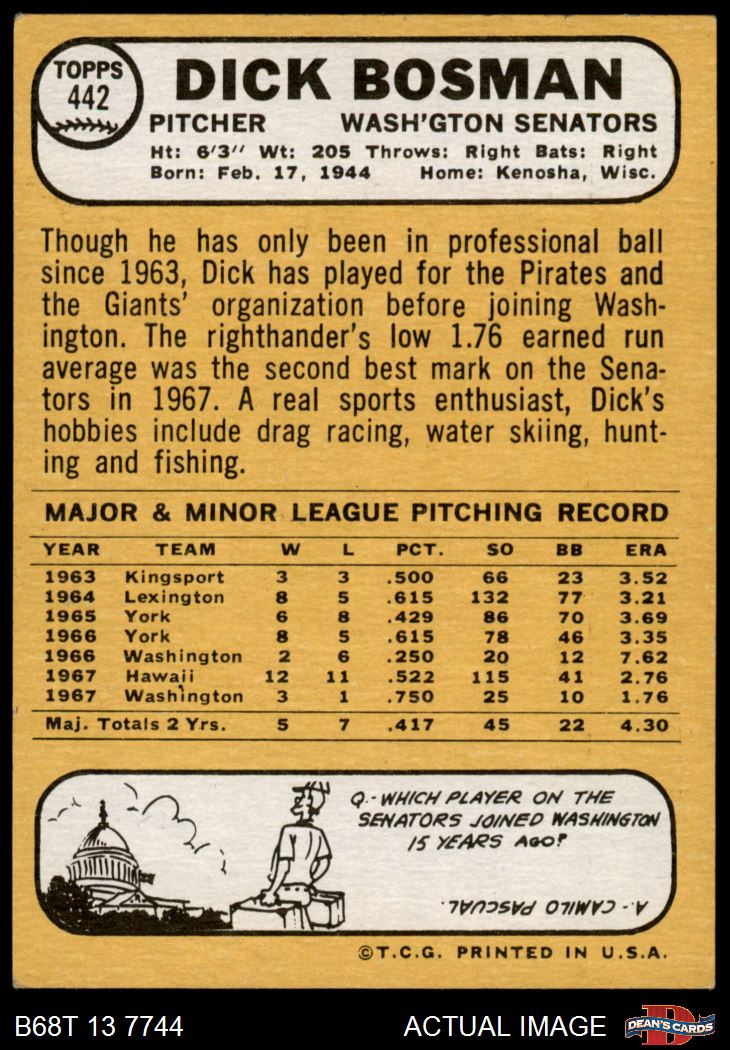 TOPPS
442
DICK BOSMAN
PITCHER WASH'GTON SENATORS
Ht: 6'3" Wt: 205 Throws: Right Bats: Right
Born: Feb. 17, 1944 Home: Kenosha, Wisc.
Though he has only been in professional ball
since 1963, Dick has played for the Pirates and
the Giants' organization before joining Wash-
ington. The righthander's low 1.76 earned run
average was the second best mark on the Sena-
tors in 1967. A real sports enthusiast, Dick's
hobbies include drag racing, water skiing, hunt-
ing and fishing.
MAJOR & MINOR LEAGUE PITCHING RECORD
YEAR TEAM W L PCT. SO BB ERA
1963 Kingsport 3 3 .500 66 23 3.52
1964 Lexington 8 5 .615 132 77 3.21
1965 York 6 8 .429 86 70 3.69
1966 York 8 5 .615 78 46 3.35
1966 Washington 2 6 .250 20 12 7.62
1967 Hawaii 12 11 .522 115 41 2.76
1967 Washington 3 1 .750 25 10 1.76
Maj. Totals 2 Yrs. 5 7 .417 45 22 4.30
Q.- WHICH PLAYER ON THE
SENATORS JOINED WASHINGTON
15 YEARS AGO?
A.- CAMILO PASCUAL.
©T.C.G. PRINTED IN U.S.A.
B68T 13 7744 ACTUAL IMAGE
D
DEAN'S CARDS